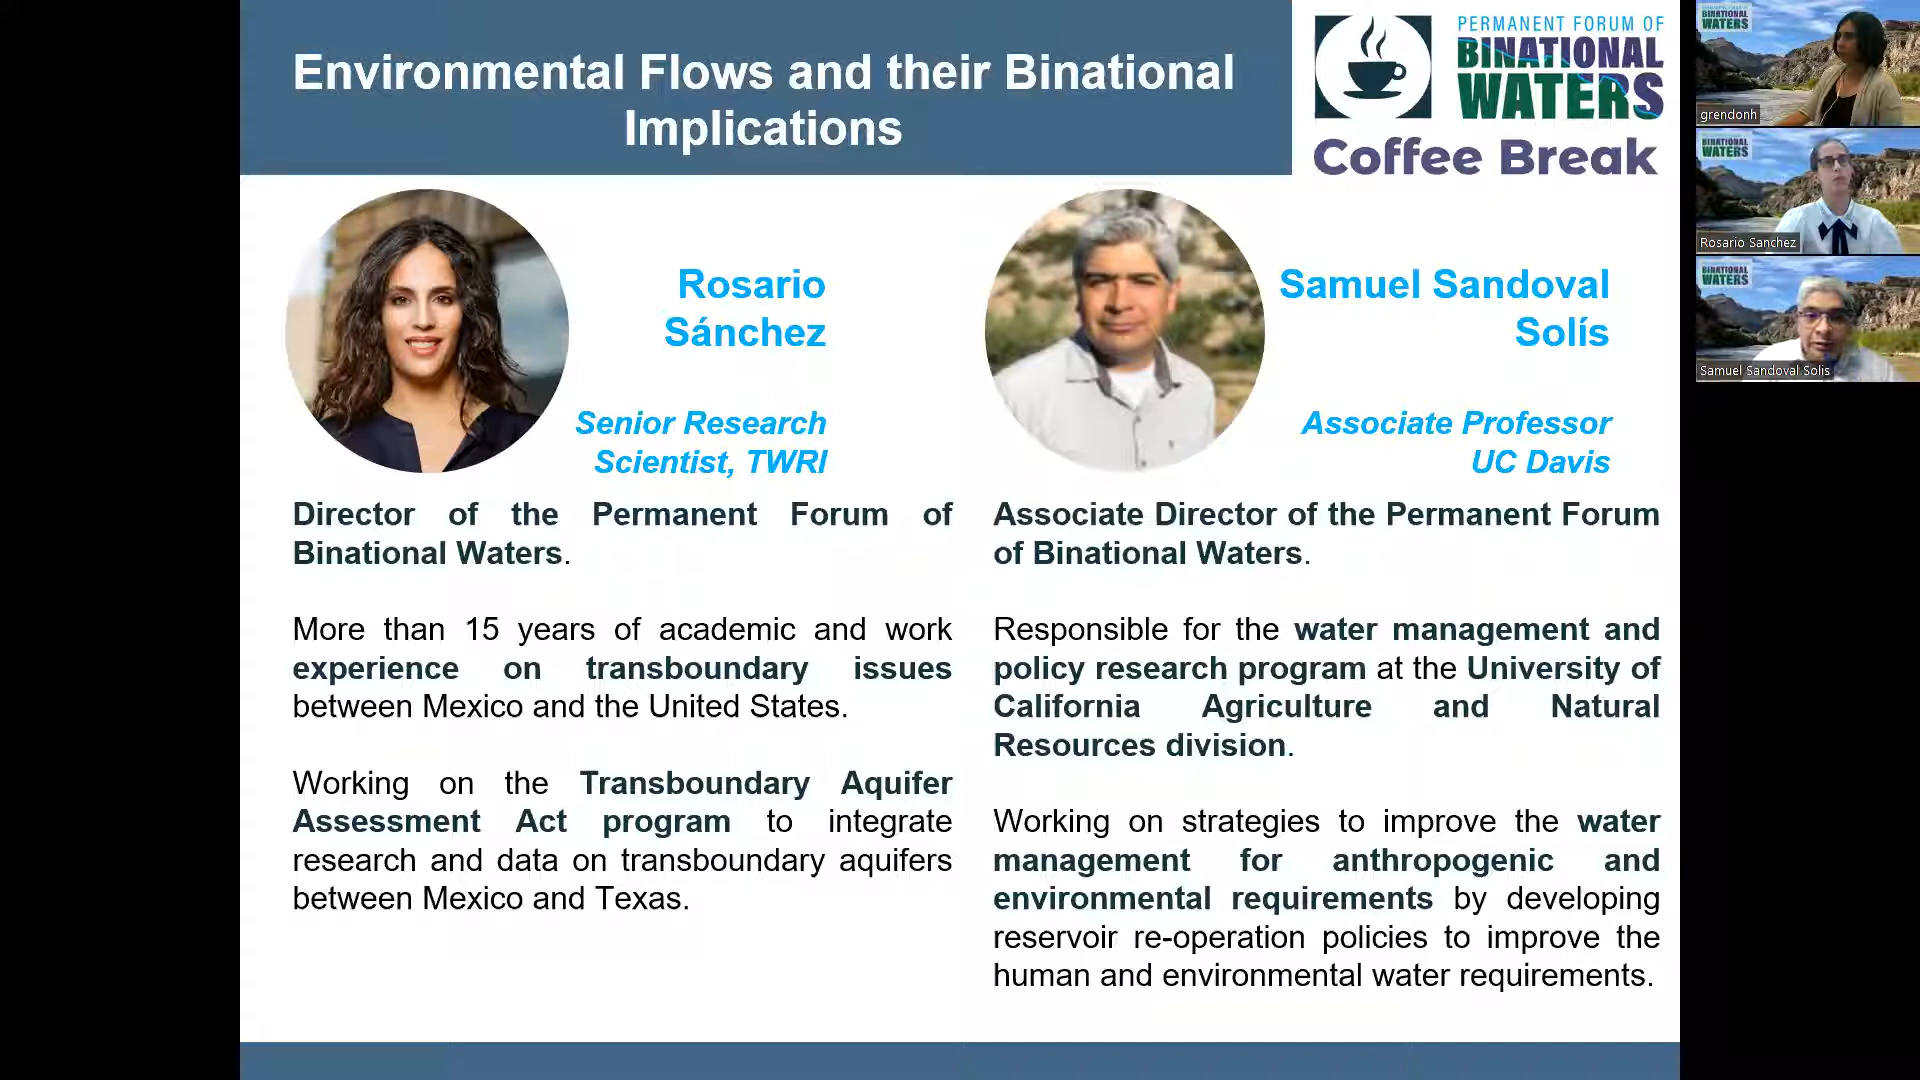 Environmental Flows and their Binational
Implications
PERMANENT FORUM OF
BINATIONAL
WATERS
Coffee Break
Rosario
Sánchez
Senior Research
Scientist, TWRI
Director of the Permanent Forum of
Binational Waters.
More than 15 years of academic and work
experience on transboundary issues
between Mexico and the United States.
Working on the Transboundary Aquifer
Assessment Act program to integrate
research and data on transboundary aquifers
between Mexico and Texas.
Samuel Sandoval
Solís
Associate Professor
UC Davis
Associate Director of the Permanent Forum
of Binational Waters.
Responsible for the water management and
policy research program at the University of
California Agriculture and Natural
Resources division.
Working on strategies to improve the water
management for anthropogenic and
environmental requirements by developing
reservoir re-operation policies to improve the
human and environmental water requirements.
BINATIONAL
WATERS
grendonh
BINATIONAL
WATERS
Rosario Sanchez
BINATIONAL
WATERS
Samuel Sandoval Solis